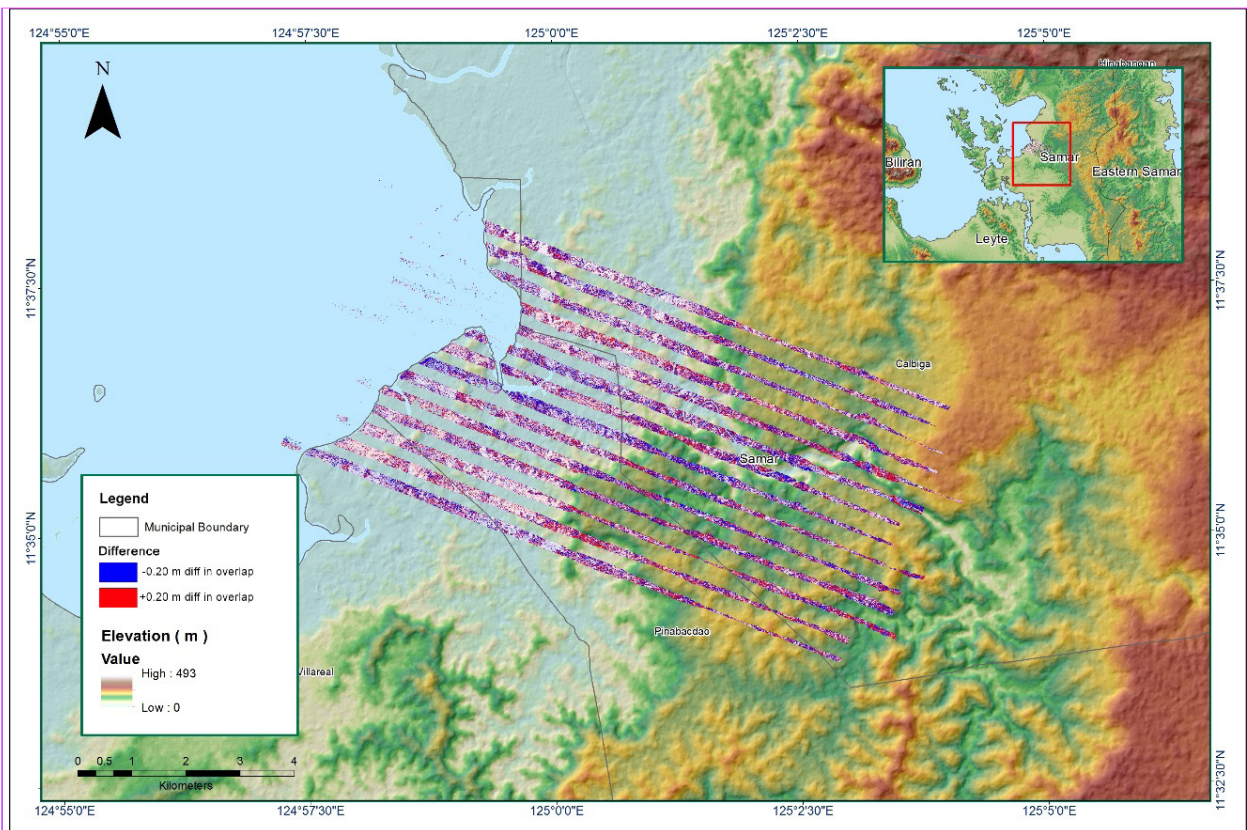 124°55'0"E 124°57'30"E 125°0'0"E 125°2'30"E 125°5'0"E
N
Hinabangan
Biliran
Samar
Eastern Samar
Leyte
11°37'30"N
11°37'30"N
Calbiga
Samar
11°35'0"N
11°35'0"N
Pinabacdao
Villareal
Legend
Municipal Boundary
Difference
-0.20 m diff in overlap
+0.20 m diff in overlap
Elevation ( m )
Value
High : 493
Low : 0
0 0.5 1 2 3 4
Kilometers
11°32'30"N
11°32'30"N
124°55'0"E 124°57'30"E 125°0'0"E 125°2'30"E 125°5'0"E